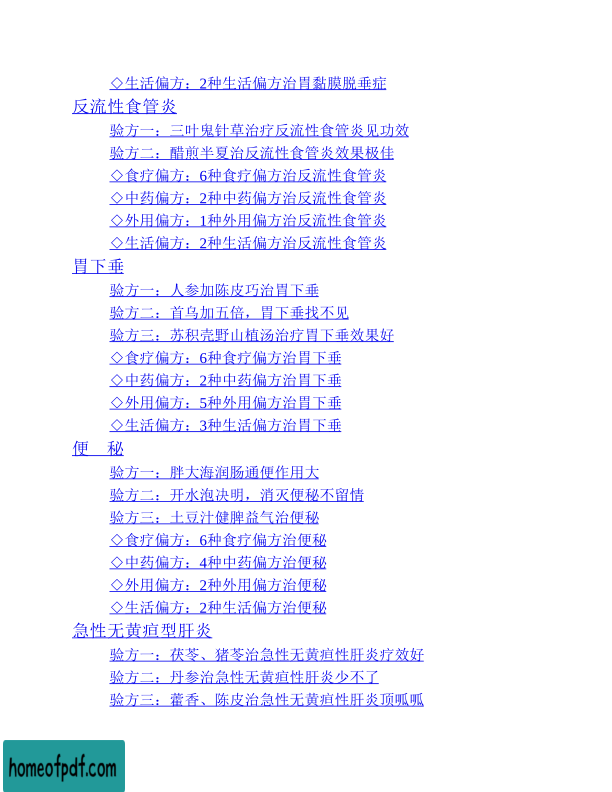 ◇生活偏方：2种生活偏方治胃黏膜脱垂症
反流性食管炎
验方一：三叶鬼针草治疗反流性食管炎见功效
验方二：醋煎半夏治反流性食管炎效果极佳
◇食疗偏方：6种食疗偏方治反流性食管炎
◇中药偏方：2种中药偏方治反流性食管炎
◇外用偏方：1种外用偏方治反流性食管炎
◇生活偏方：2种生活偏方治反流性食管炎
胃下垂
验方一：人参加陈皮巧治胃下垂
验方二：首乌加五倍，胃下垂找不见
验方三：苏积壳野山植汤治疗胃下垂效果好
◇食疗偏方：6种食疗偏方治胃下垂
◇中药偏方：2种中药偏方治胃下垂
◇外用偏方：5种外用偏方治胃下垂
◇生活偏方：3种生活偏方治胃下垂
便　秘
验方一：胖大海润肠通便作用大
验方二：开水泡决明，消灭便秘不留情
验方三：土豆汁健脾益气治便秘
◇食疗偏方：6种食疗偏方治便秘
◇中药偏方：4种中药偏方治便秘
◇外用偏方：2种外用偏方治便秘
◇生活偏方：2种生活偏方治便秘
急性无黄疸型肝炎
验方一：茯苓、猪苓治急性无黄疸性肝炎疗效好
验方二：丹参治急性无黄疸性肝炎少不了
验方三：藿香、陈皮治急性无黄疸性肝炎顶呱呱
homeofpdf.com